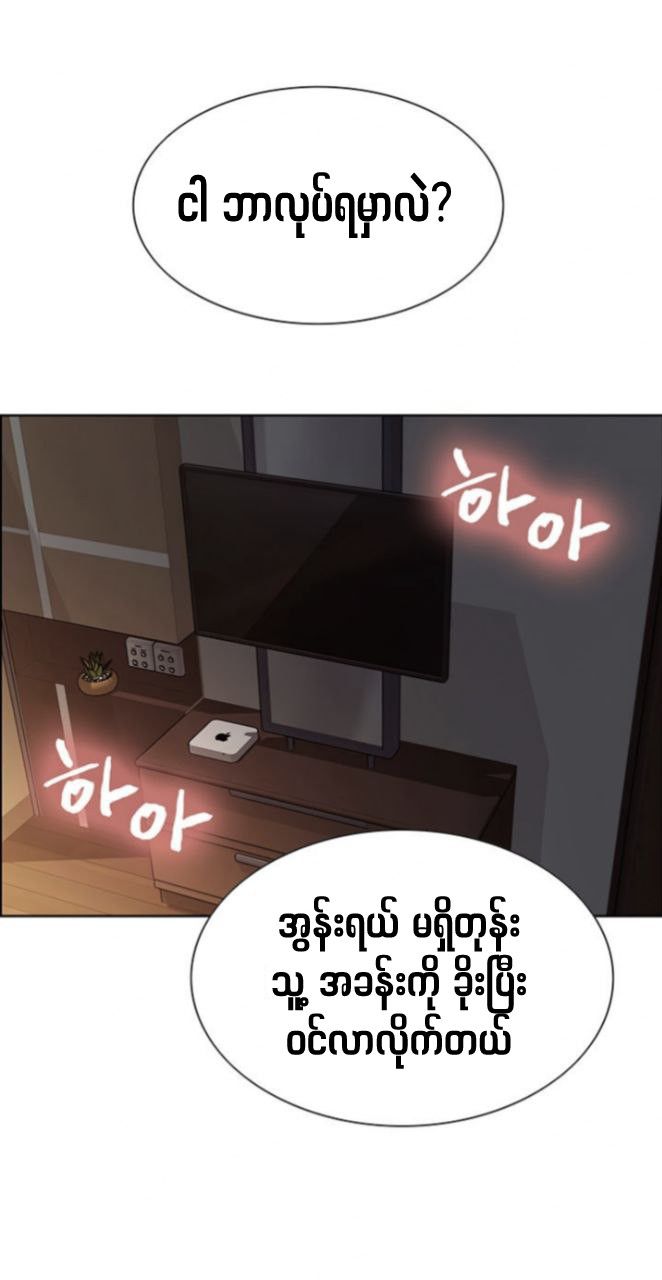 ငါ ဘာလုပ်ရမှာလဲ?
하아
하아
အွန်းရယ် မရှိတုန်း
သူ့ အခန်းကို ခိုးပြီး
ဝင်လာလိုက်တယ်